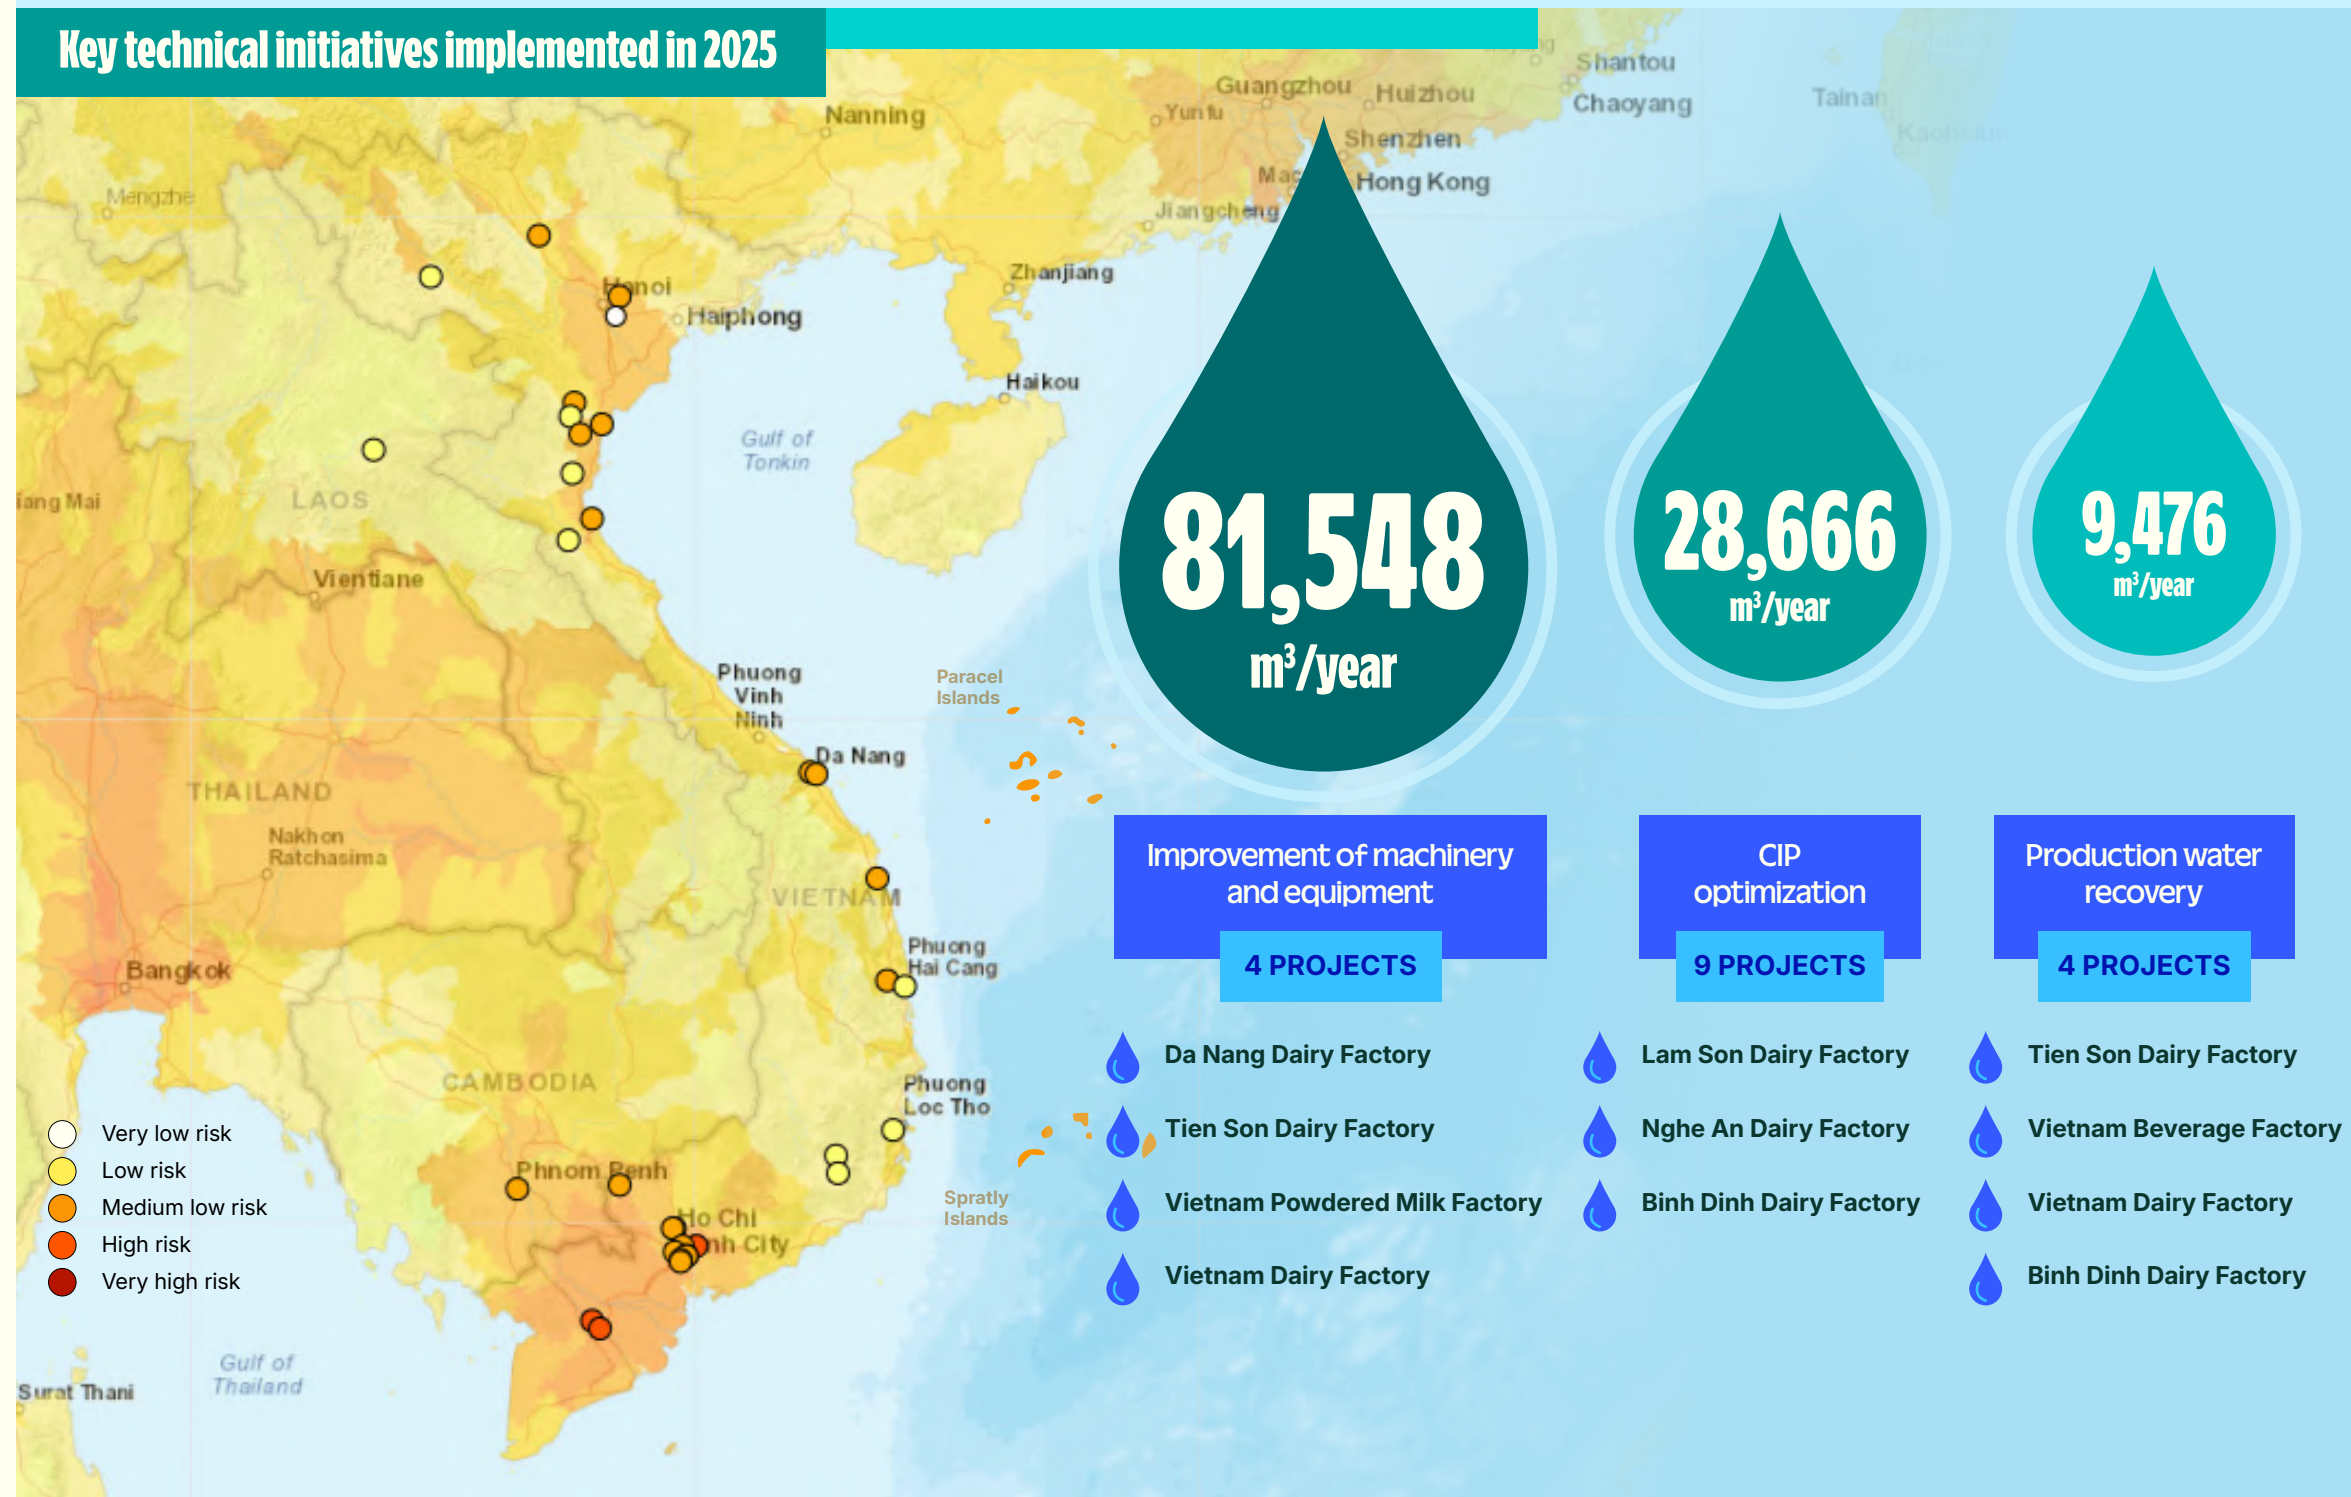 Key technical initiatives implemented in 2025
Nanning
Guangzhou
Huizhou
Shantou
Yunfu
Chaoyang
Tainan
Shenzhen
Hong Kong
Jiangcheng
Mengzhe
Hanoi
Haiphong
Zhanjiang
Haikou
Gulf of
Tonkin
LAOS
iang Mai
Vientiane
Phuong
Vinh
Ninh
Da Nang
Paracel
Islands
THAILAND
Nakhon
Ratchasima
VIETNAM
Phuong
Hai Cang
Bangkok
CAMBODIA
Phuong
Loc Tho
Phnom Penh
Ho Chi
nh City
Spratly
Islands
Gulf of
Thailand
Surat Thani
Very low risk
Low risk
Medium low risk
High risk
Very high risk
81,548
m³/year
Improvement of machinery
and equipment
4 PROJECTS
Da Nang Dairy Factory
Tien Son Dairy Factory
Vietnam Powdered Milk Factory
Vietnam Dairy Factory
28,666
m³/year
CIP
optimization
9 PROJECTS
Lam Son Dairy Factory
Nghe An Dairy Factory
Binh Dinh Dairy Factory
9,476
m³/year
Production water
recovery
4 PROJECTS
Tien Son Dairy Factory
Vietnam Beverage Factory
Vietnam Dairy Factory
Binh Dinh Dairy Factory